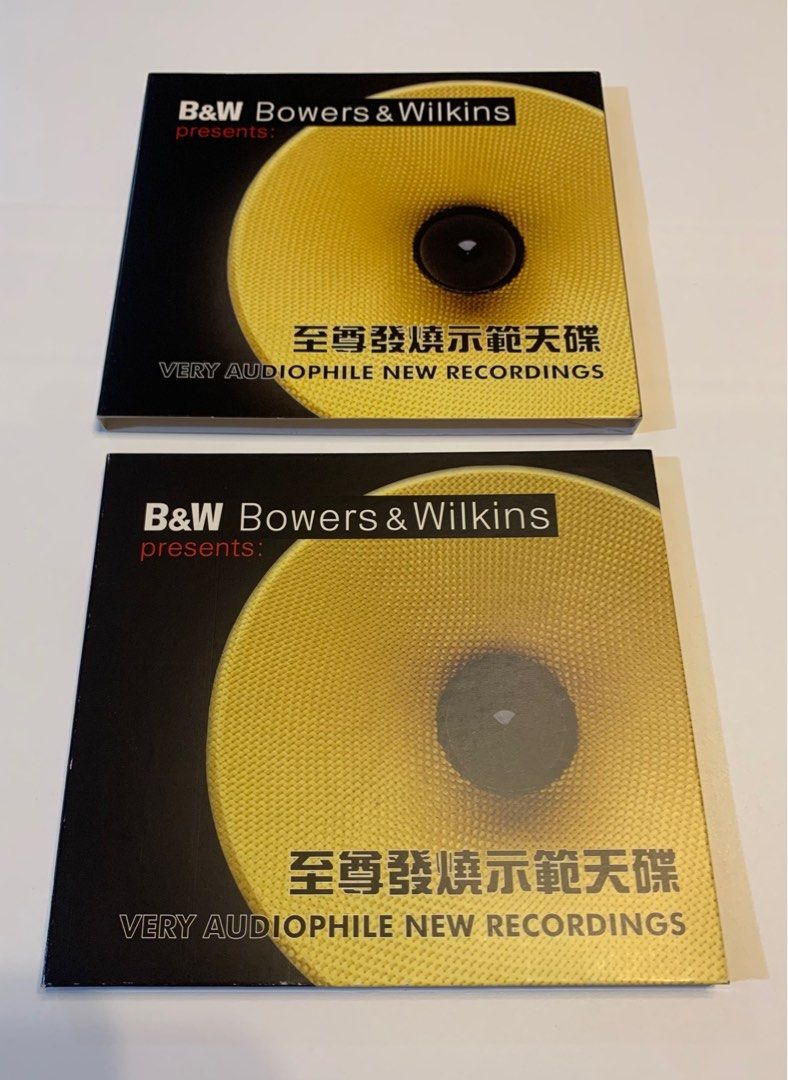 B&W Bowers & Wilkins
presents:
至尊發燒示範天碟
VERY AUDIOPHILE NEW RECORDINGS
B&W Bowers & Wilkins
presents:
至尊發燒示範天碟
VERY AUDIOPHILE NEW RECORDINGS